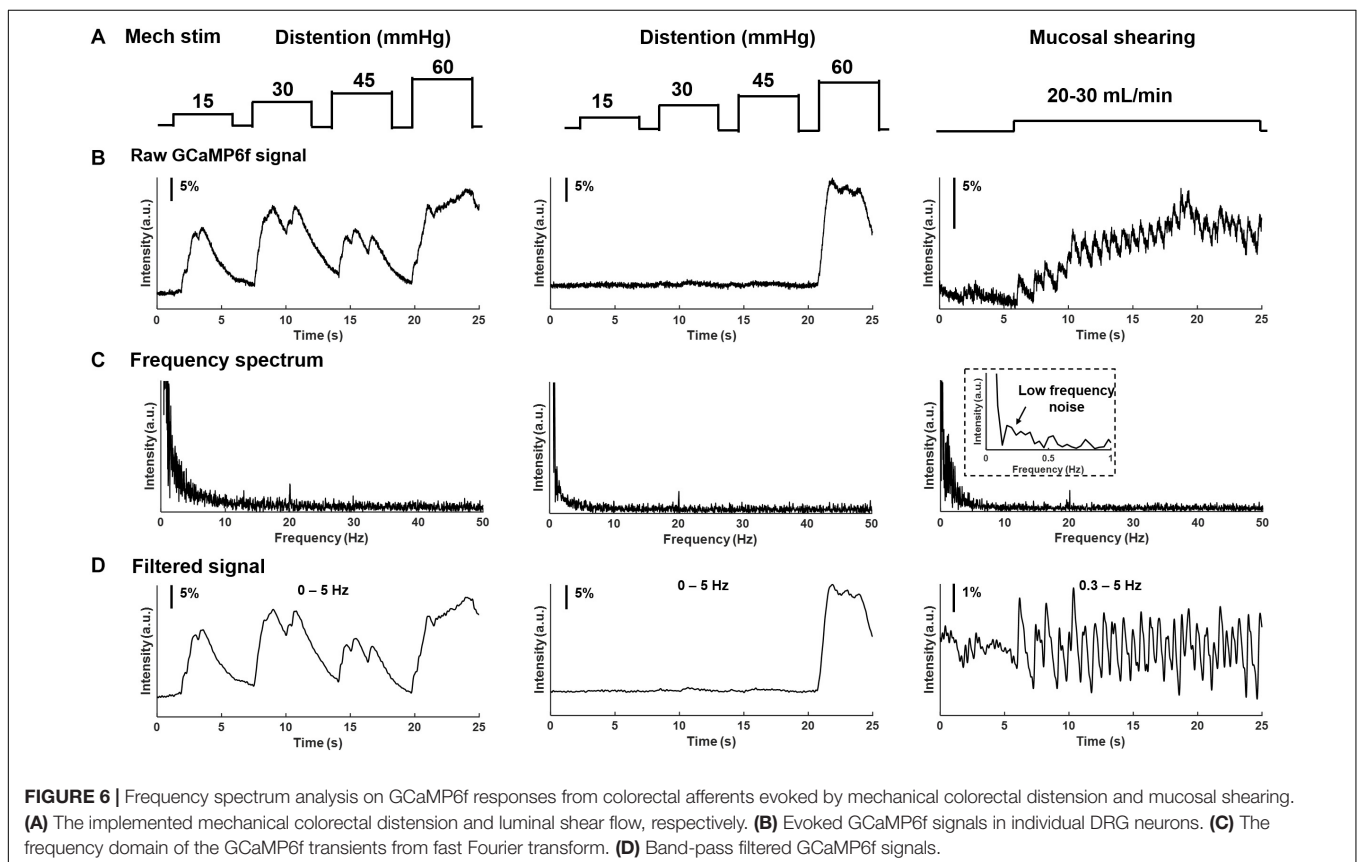 A Mech stim Distention (mmHg) Distention (mmHg) Mucosal shearing
15 30 45 60 15 30 45 60 20-30 mL/min
B Raw GCaMP6f signal
5% 5% 5%
Intensity (a.u.) Intensity (a.u.) Intensity (a.u.)
0 5 10 15 20 25 0 5 10 15 20 25 0 5 10 15 20 25
Time (s) Time (s) Time (s)
C Frequency spectrum
Intensity (a.u.) Intensity (a.u.) Intensity (a.u.)
Intensity (a.u.) Low frequency
noise
0 0.5 1
Frequency (Hz)
0 10 20 30 40 50 0 10 20 30 40 50 0 10 20 30 40 50
Frequency (Hz) Frequency (Hz) Frequency (Hz)
D Filtered signal
5% 0 – 5 Hz 5% 0 – 5 Hz 1% 0.3 – 5 Hz
Intensity (a.u.) Intensity (a.u.) Intensity (a.u.)
0 5 10 15 20 25 0 5 10 15 20 25 0 5 10 15 20 25
Time (s) Time (s) Time (s)
FIGURE 6 | Frequency spectrum analysis on GCaMP6f responses from colorectal afferents evoked by mechanical colorectal distention and mucosal shearing.
(A) The implemented mechanical colorectal distention and luminal shear flow, respectively. (B) Evoked GCaMP6f signals in individual DRG neurons. (C) The
frequency domain of the GCaMP6f transients from fast Fourier transform. (D) Band-pass filtered GCaMP6f signals.